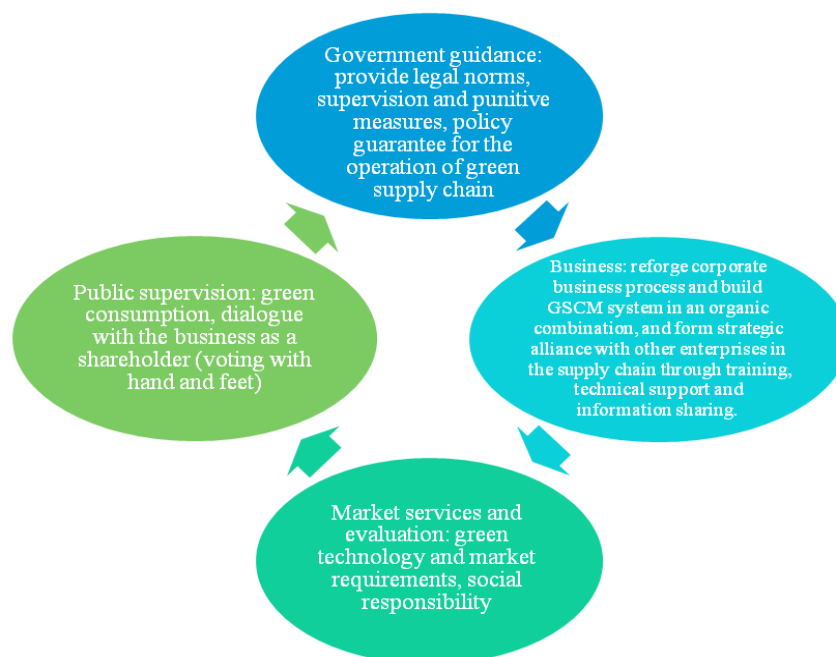 Government guidance:
provide legal norms,
supervision and punitive
measures, policy
guarantee for the
operation of green
supply chain
Public supervision: green
consumption, dialogue
with the business as a
shareholder (voting with
hand and feet)
Business: reforge corporate
business process and build
GSCM system in an organic
combination, and form strategic
alliance with other enterprises in
the supply chain through training,
technical support and
information sharing.
Market services and
evaluation: green
technology and market
requirements, social
responsibility